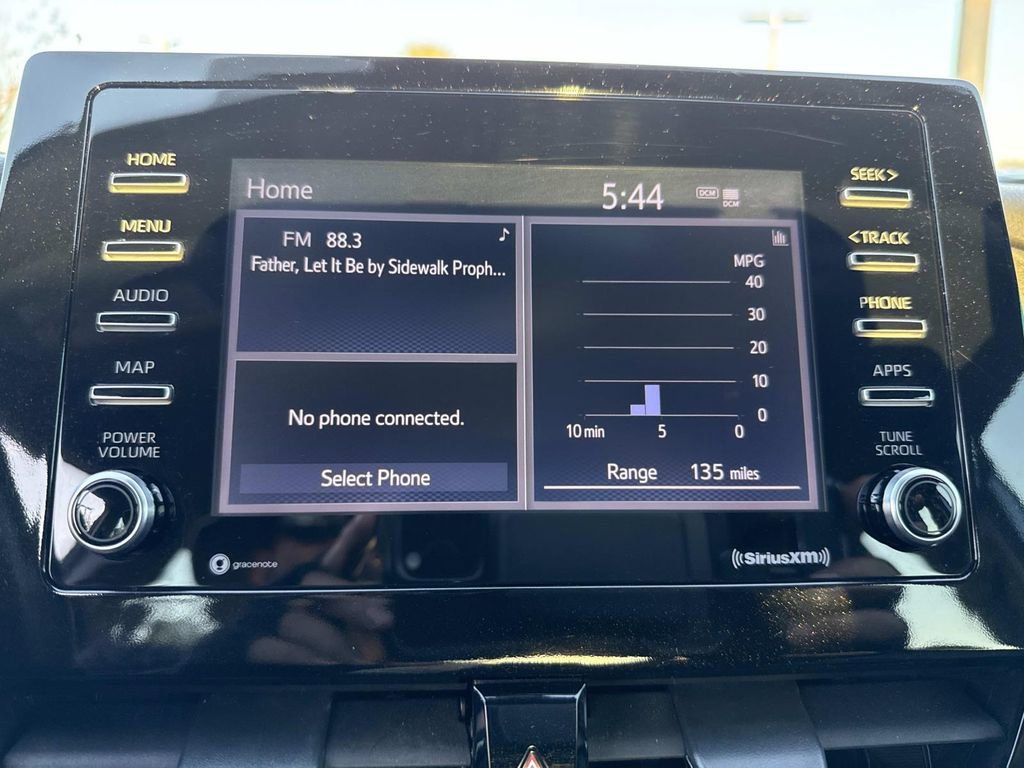 HOME
MENU
AUDIO
MAP
POWER
VOLUME
Home
5:44
DCM
DCM
FM 88.3
Father, Let It Be by Sidewalk Proph...
No phone connected.
Select Phone
MPG
40
30
20
10
0
10 min 5 0
Range 135 miles
SEEK>
<TRACK
PHONE
APPS
TUNE
SCROLL
gracenote
((SiriusXM))